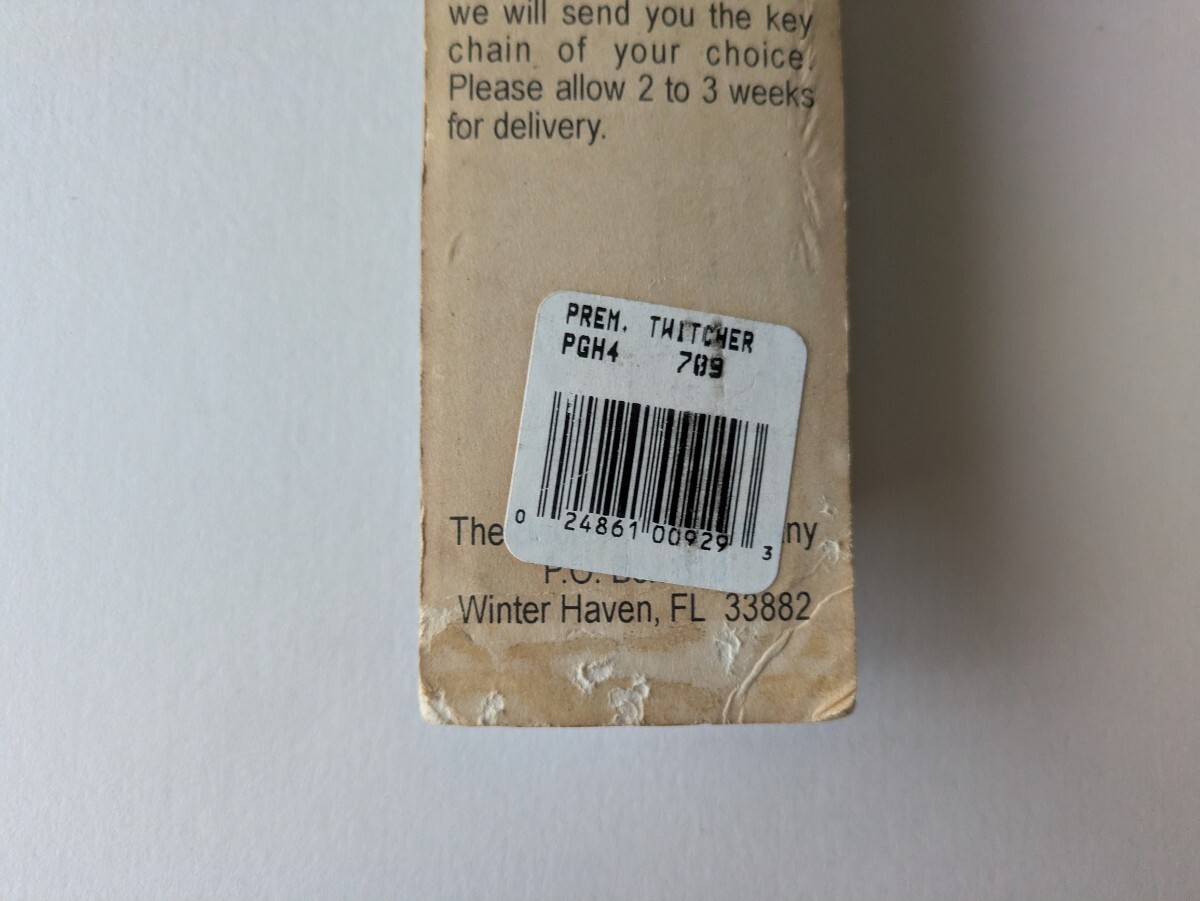 we will send you the key
chain of your choice.
Please allow 2 to 3 weeks
for delivery.
PREM. TWITCHER
PGH4 709
0 24861 00929 3
The ny
P.O.
Winter Haven, FL 33882